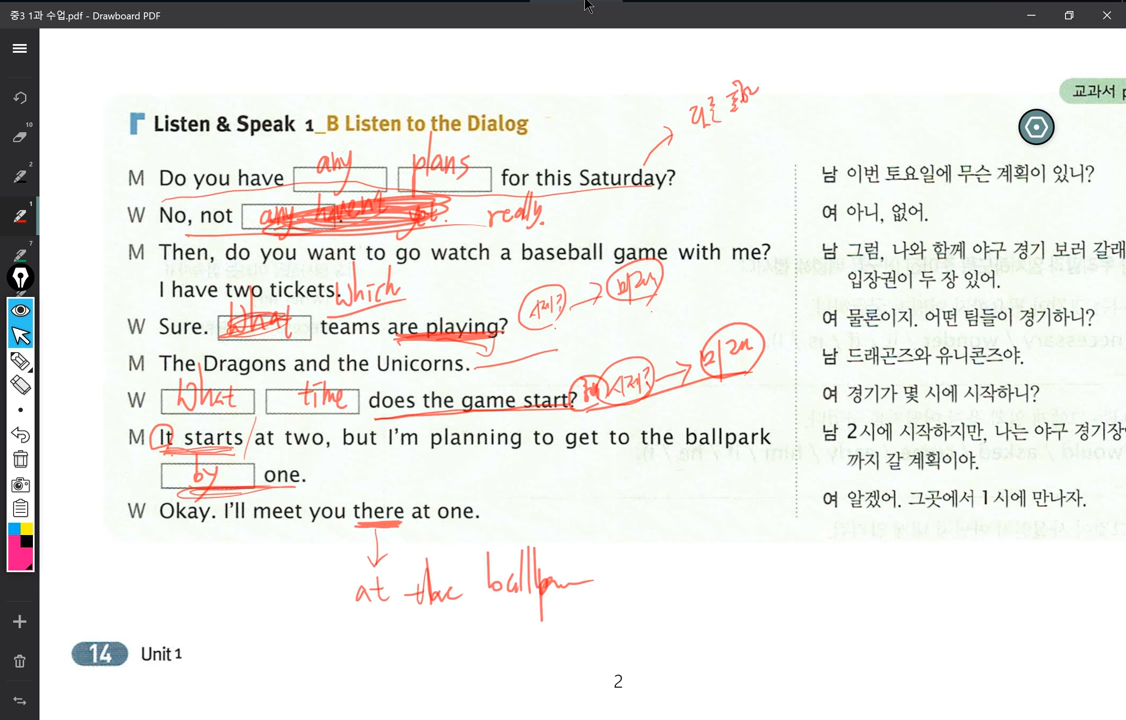 중3 1과 수업.pdf - Drawboard PDF
교과서 p
Listen & Speak 1_B Listen to the Dialog
M Do you have any plans for this Saturday?
W No, not really.
M Then, do you want to go watch a baseball game with me?
I have two tickets.
which
W Sure. What teams are playing?
시제? → 미래
M The Dragons and the Unicorns.
W What time does the game start?
시제? → 미래
M It starts at two, but I'm planning to get to the ballpark
by one.
W Okay. I'll meet you there at one.
at the
남 이번 토요일에 무슨 계획이 있니?
여 아니, 없어.
남 그럼, 나와 함께 야구 경기 보러 갈래
입장권이 두 장 있어.
여 물론이지. 어떤 팀들이 경기하니?
남 드래곤즈와 유니콘즈야.
여 경기가 몇 시에 시작하니?
남 2시에 시작하지만, 나는 야구 경기장
까지 갈 계획이야.
여 알겠어. 그곳에서 1시에 만나자.
14 Unit 1
2